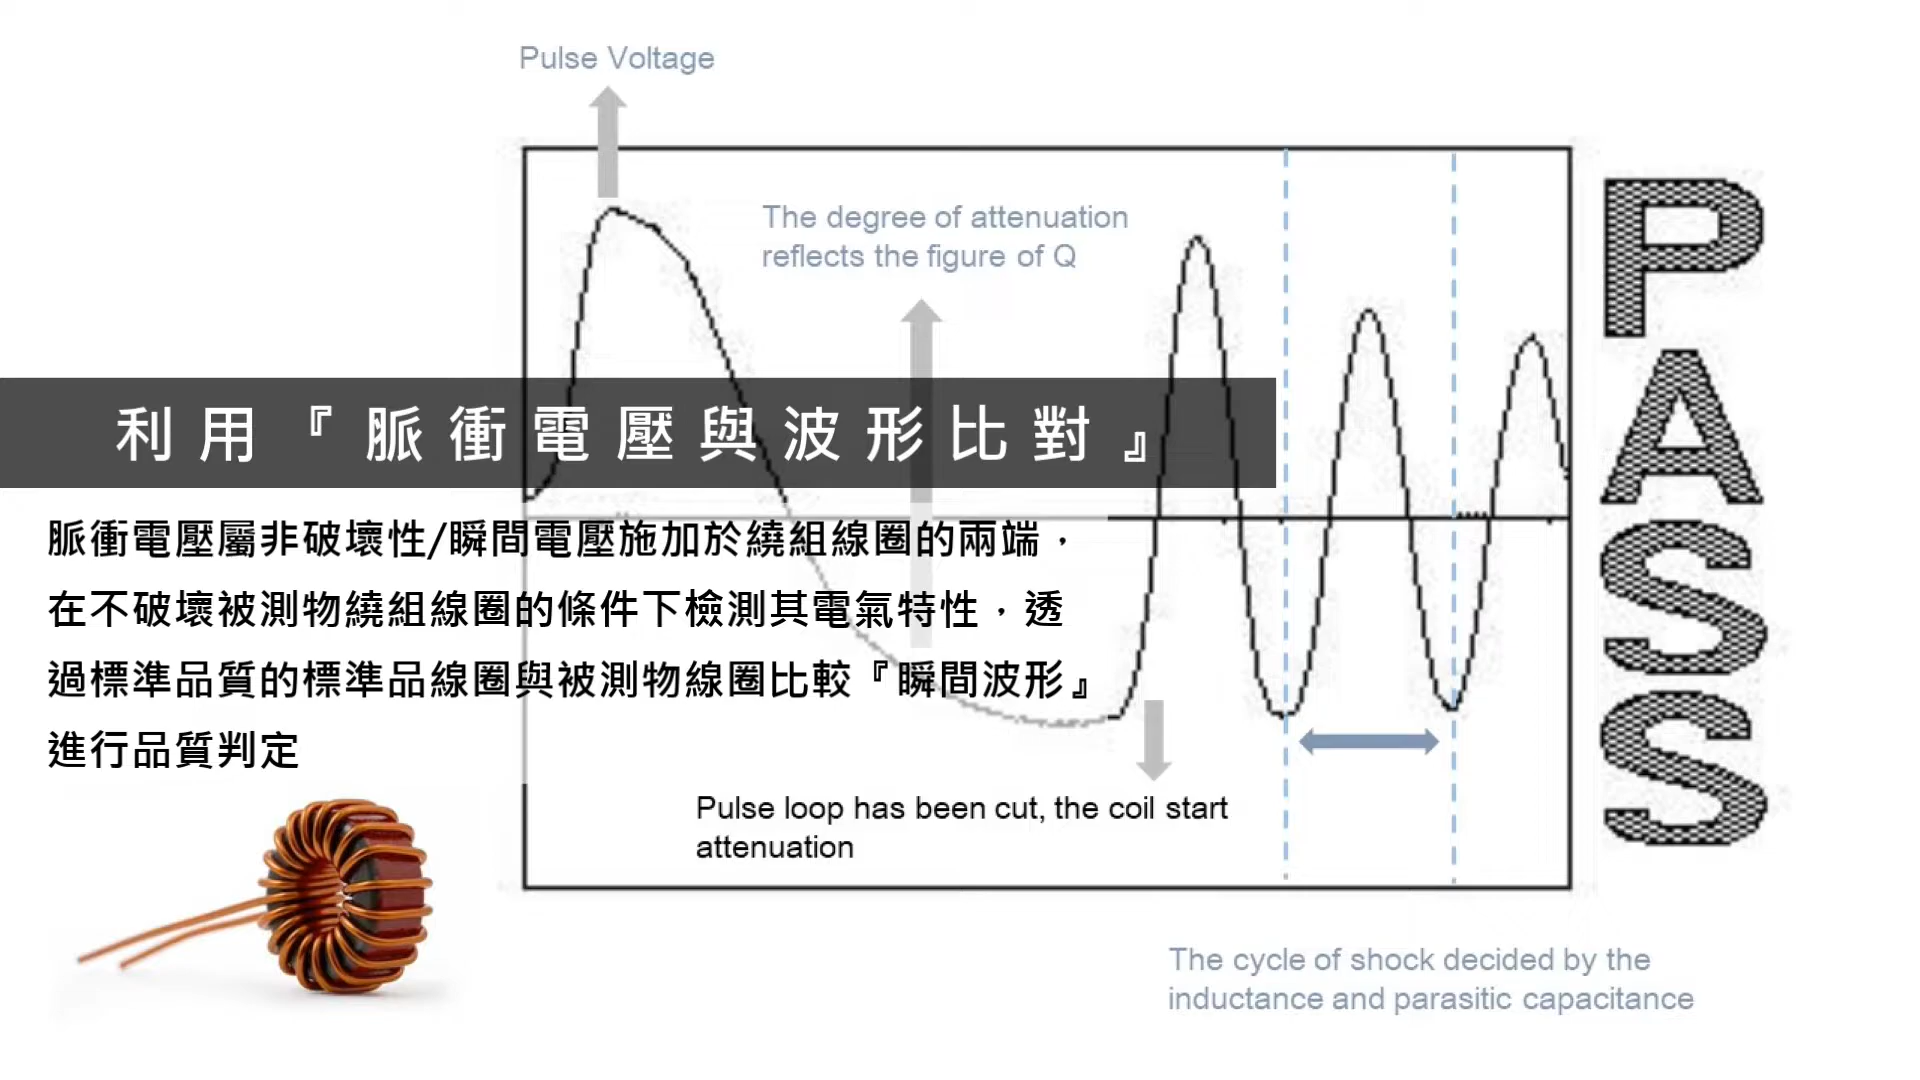 Pulse Voltage
The degree of attenuation
reflects the figure of Q
利用『脈衝電壓與波形比對』
脈衝電壓屬非破壞性/瞬間電壓施加於繞組線圈的兩端，
在不破壞被測物繞組線圈的條件下檢測其電氣特性，透
過標準品質的標準品線圈與被測物線圈比較『瞬間波形』
進行品質判定
Pulse loop has been cut, the coil start
attenuation
The cycle of shock decided by the
inductance and parasitic capacitance
PASS